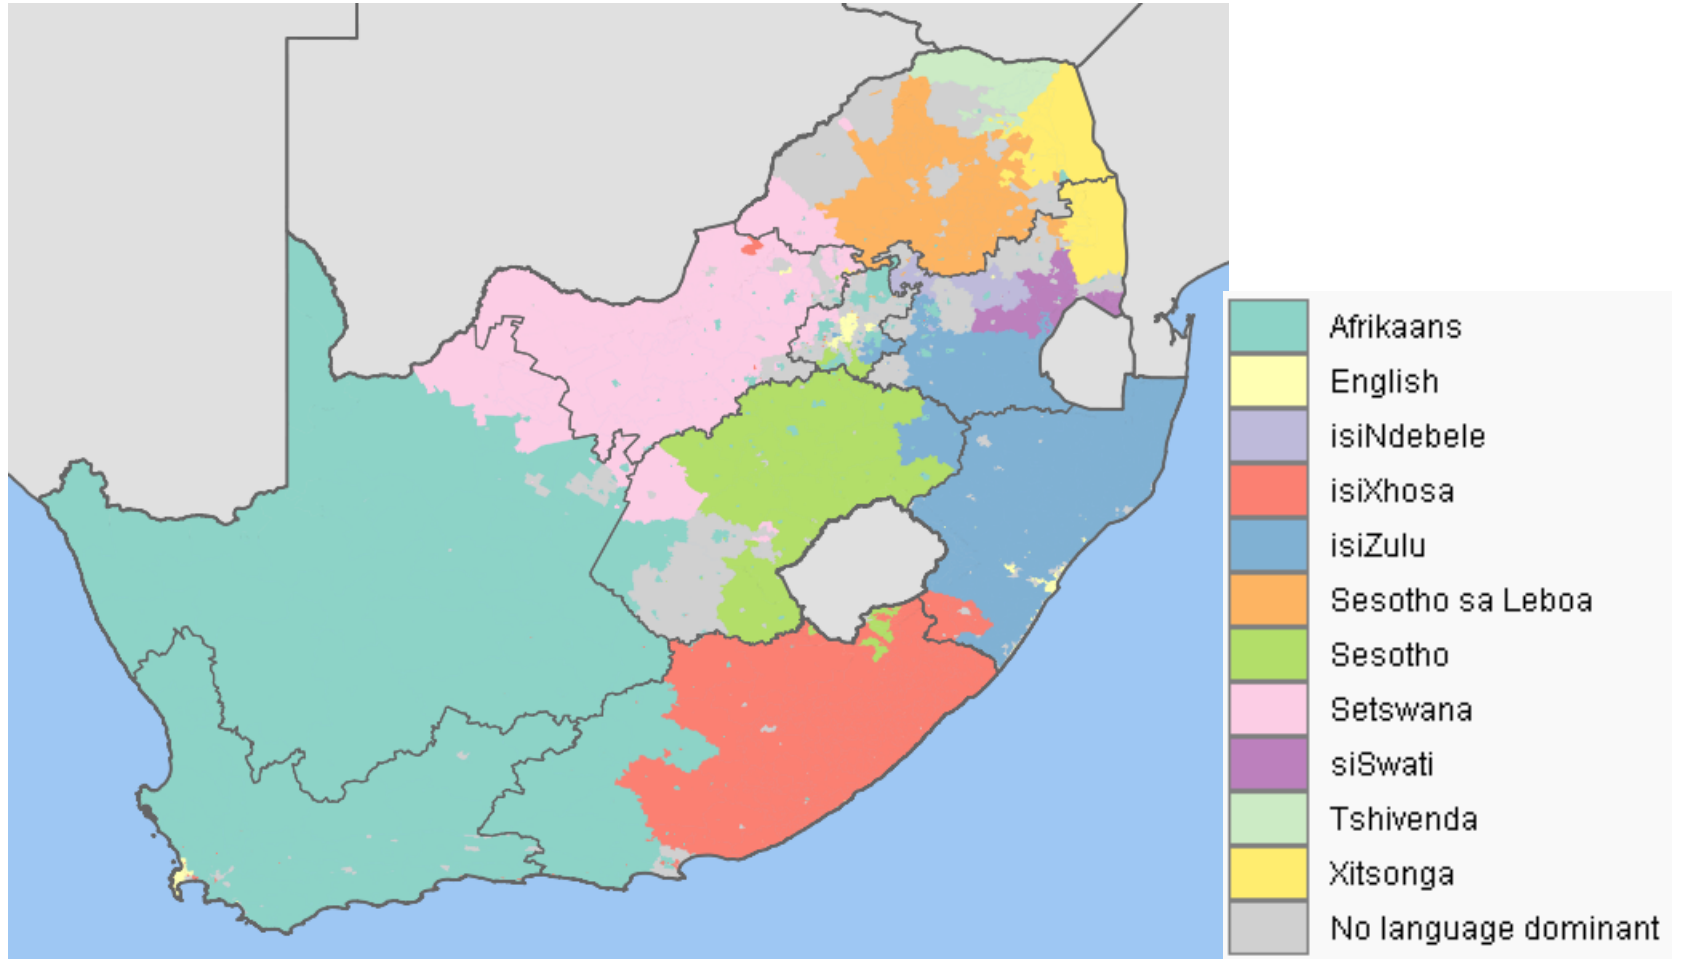 Afrikaans
English
isiNdebele
isiXhosa
isiZulu
Sesotho sa Leboa
Sesotho
Setswana
siSwati
Tshivenda
Xitsonga
No language dominant